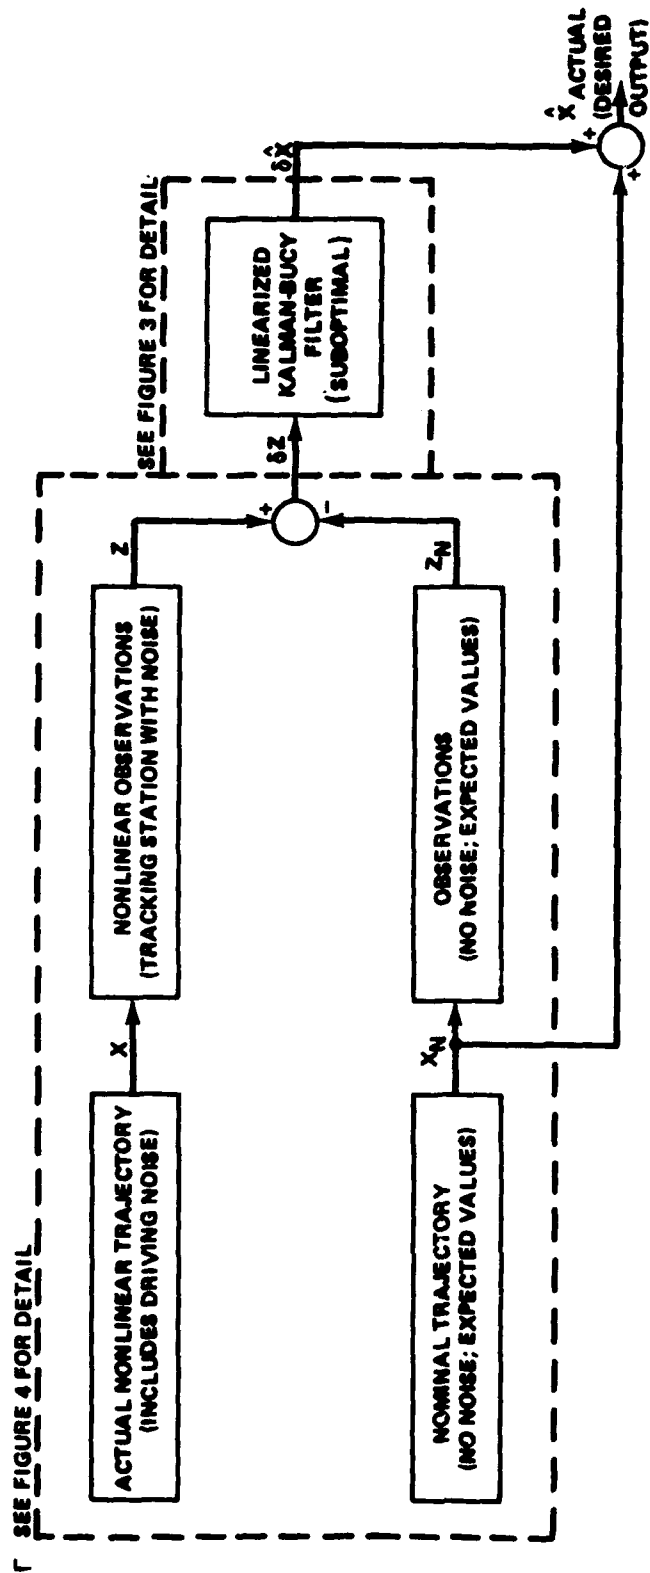 SEE FIGURE 4 FOR DETAIL
ACTUAL NONLINEAR TRAJECTORY
(INCLUDES DRIVING NOISE)
X
NONLINEAR OBSERVATIONS
(TRACKING STATION WITH NOISE)
Z
+
-
NOMINAL TRAJECTORY
(NO NOISE; EXPECTED VALUES)
X_N
OBSERVATIONS
(NO NOISE; EXPECTED VALUES)
Z_N
δZ
SEE FIGURE 3 FOR DETAIL
LINEARIZED
KALMAN-BUCY
FILTER
(SUBOPTIMAL)
δX̂
+
+
X̂ ACTUAL
(DESIRED
OUTPUT)